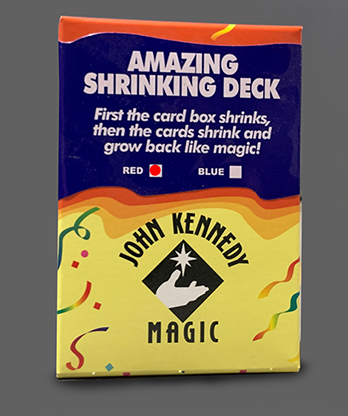 AMAZING
SHRINKING DECK
First the card box shrinks,
then the cards shrink and
grow back like magic!
RED BLUE
JOHN KENNEDY
MAGIC